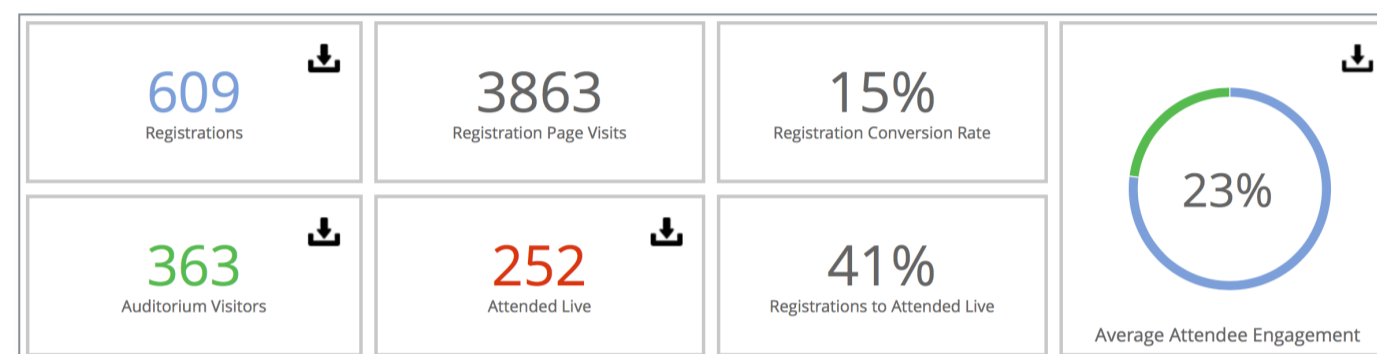 609
Registrations
3863
Registration Page Visits
15%
Registration Conversion Rate
23%
Average Attendee Engagement
363
Auditorium Visitors
252
Attended Live
41%
Registrations to Attended Live